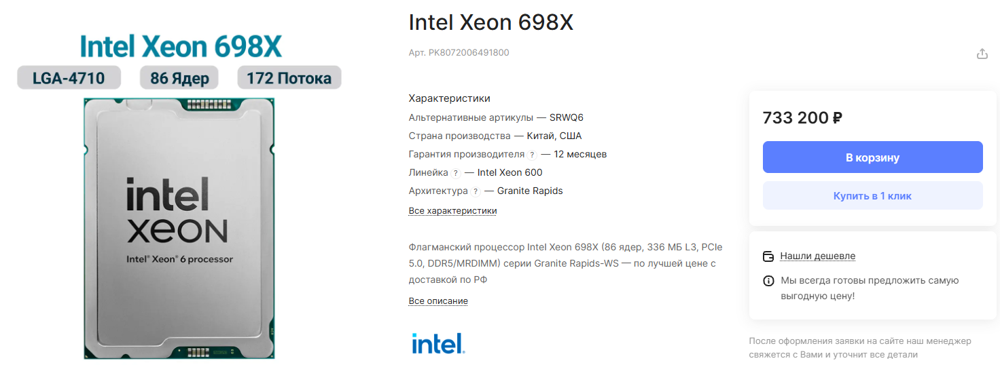 Intel Xeon 698X
LGA-4710
86 Ядер
172 Потока
intel
xeon
Intel® Xeon® 6 processor
Intel Xeon 698X
Арт. PK8072006491800
Характеристики
Альтернативные артикулы — SRWQ6
Страна производства — Китай, США
Гарантия производителя ? — 12 месяцев
Линейка ? — Intel Xeon 600
Архитектура ? — Granite Rapids
Все характеристики
Флагманский процессор Intel Xeon 698X (86 ядер, 336 МБ L3, PCIe
5.0, DDR5/MRDIMM) серии Granite Rapids-WS — по лучшей цене с
доставкой по РФ
Все описание
intel.
733 200 ₽
В корзину
Купить в 1 клик
Нашли дешевле
Мы всегда готовы предложить самую
выгодную цену!
После оформления заявки на сайте наш менеджер
свяжется с Вами и уточнит все детали